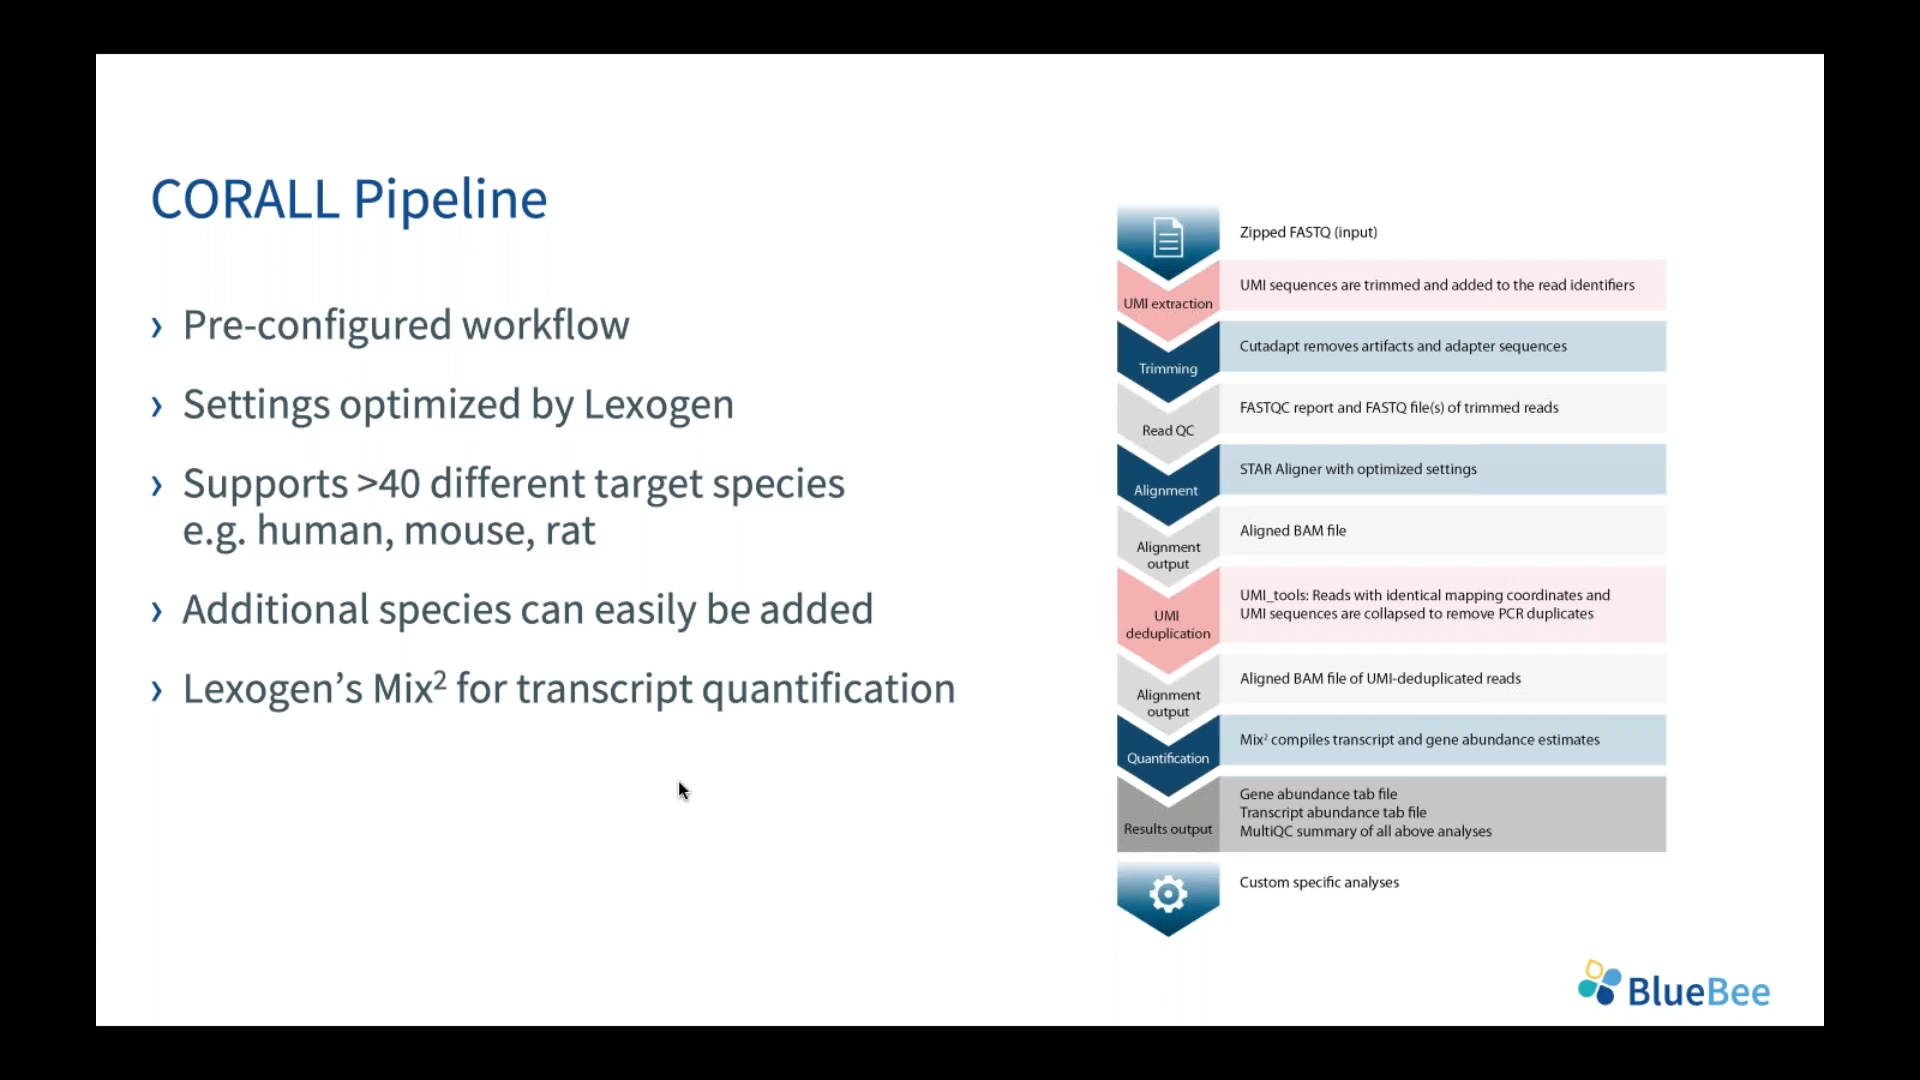 CORALL Pipeline
› Pre-configured workflow
› Settings optimized by Lexogen
› Supports >40 different target species
e.g. human, mouse, rat
› Additional species can easily be added
› Lexogen’s Mix² for transcript quantification
Zipped FASTQ (input)
UMI extraction
UMI sequences are trimmed and added to the read identifiers
Trimming
Cutadapt removes artifacts and adapter sequences
Read QC
FASTQC report and FASTQ file(s) of trimmed reads
Alignment
STAR Aligner with optimized settings
Alignment
output
Aligned BAM file
UMI
deduplication
UMI_tools: Reads with identical mapping coordinates and
UMI sequences are collapsed to remove PCR duplicates
Alignment
output
Aligned BAM file of UMI-deduplicated reads
Quantification
Mix² compiles transcript and gene abundance estimates
Results output
Gene abundance tab file
Transcript abundance tab file
MultiQC summary of all above analyses
Custom specific analyses
BlueBee